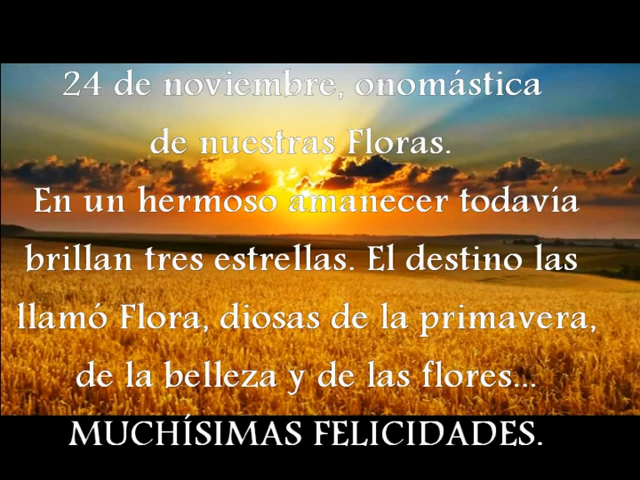 24 de noviembre, onomástica
de nuestras Floras.
En un hermoso amanecer todavía
brillan tres estrellas. El destino las
llamó Flora, diosas de la primavera,
de la belleza y de las flores...
MUCHÍSIMAS FELICIDADES.